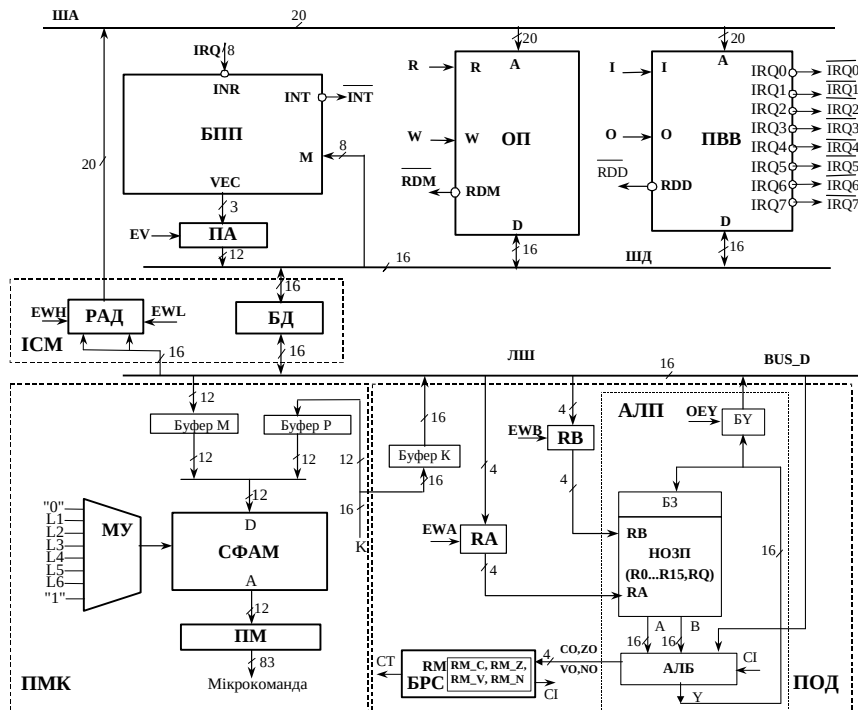 ША
20
IRQ 8
INR
БПП
INT
INT
M
8
VEC
3
EV
ПА
12
20
20
R
R
A
W
W
ОП
RDM
RDM
D
16
20
I
I
A
O
O
ПВВ
RDD
RDD
D
16
IRQ0
IRQ1
IRQ2
IRQ3
IRQ4
IRQ5
IRQ6
IRQ7
IRQ0
IRQ1
IRQ2
IRQ3
IRQ4
IRQ5
IRQ6
IRQ7
16
ШД
16
EWH
РАД
EWL
БД
ІСМ
16
16
ЛШ
16
BUS_D
12
Буфер М
Буфер Р
12
12
12
D
"0"
L1
L2
L3
L4
L5
L6
"1"
МУ
СФАМ
A
12
ПМ
83
Мікрокоманда
ПМК
12
16
K
16
Буфер К
16
4
EWA
RA
4
4
EWB
RB
4
АЛП
OEY
БY
БЗ
RB
НОЗП
(R0...R15,RQ)
RA
16
A
B
16
16
АЛБ
CI
Y
ПОД
CO,ZO
4
VO,NO
CT
RM
БРС
RM_C, RM_Z,
RM_V, RM_N
CI